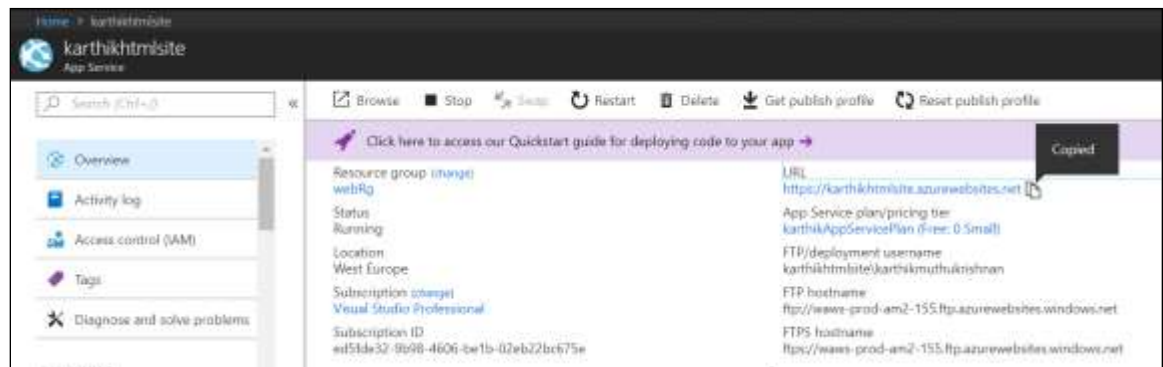 Home > karthikhtmlsite
karthikhtmlsite
App Service
Search (Ctrl+/)
«
Browse Stop Swap Restart Delete Get publish profile Reset publish profile
Click here to access our Quickstart guide for deploying code to your app →
Copied
Overview
Activity log
Access control (IAM)
Tags
Diagnose and solve problems
Resource group (change)
webRg
Status
Running
Location
West Europe
Subscription (change)
Visual Studio Professional
Subscription ID
URL
https://karthikhtmlsite.azurewebsites.net
App Service plan/pricing tier
karthikAppServicePlan (Free: 0 Small)
FTP/deployment username
karthikhtmlsite\karthikmuthukrishnan
FTP hostname
ftp://waws-prod-am2-155.ftp.azurewebsites.windows.net
FTPS hostname
ftps://waws-prod-am2-155.ftp.azurewebsites.windows.net